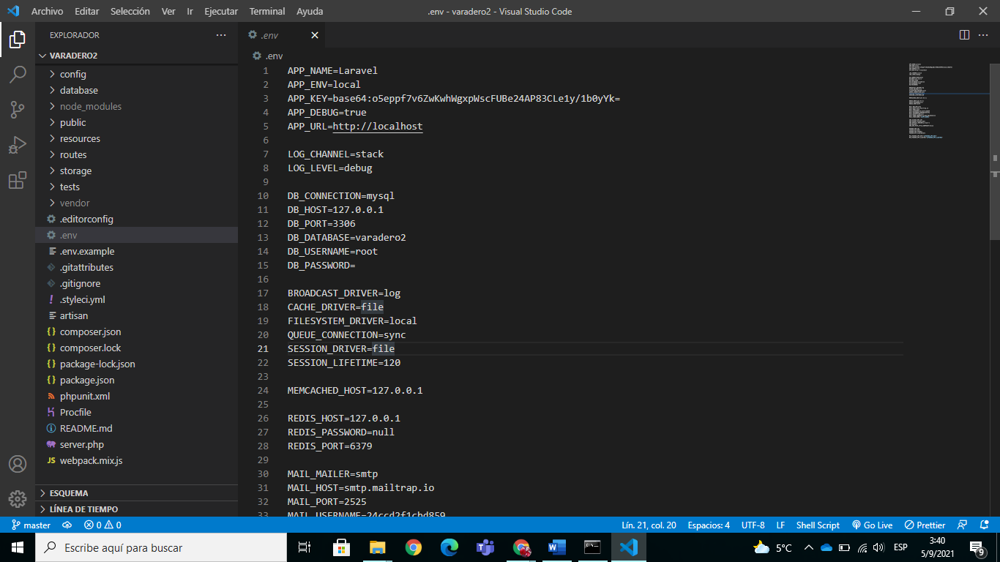 Archivo Editar Selección Ver Ir Ejecutar Terminal Ayuda
.env - varadero2 - Visual Studio Code
EXPLORADOR
VARADERO2
config
database
node_modules
public
resources
routes
storage
tests
vendor
.editorconfig
.env
.env.example
.gitattributes
.gitignore
.styleci.yml
artisan
composer.json
composer.lock
package-lock.json
package.json
phpunit.xml
Procfile
README.md
server.php
JS webpack.mix.js
ESQUEMA
LÍNEA DE TIEMPO
.env
.env
1 APP_NAME=Laravel
2 APP_ENV=local
3 APP_KEY=base64:o5eppf7v6ZwKwhWgxpWscFUBe24AP83CLe1y/1b0yYk=
4 APP_DEBUG=true
5 APP_URL=http://localhost
6
7 LOG_CHANNEL=stack
8 LOG_LEVEL=debug
9
10 DB_CONNECTION=mysql
11 DB_HOST=127.0.0.1
12 DB_PORT=3306
13 DB_DATABASE=varadero2
14 DB_USERNAME=root
15 DB_PASSWORD=
16
17 BROADCAST_DRIVER=log
18 CACHE_DRIVER=file
19 FILESYSTEM_DRIVER=local
20 QUEUE_CONNECTION=sync
21 SESSION_DRIVER=file
22 SESSION_LIFETIME=120
23
24 MEMCACHED_HOST=127.0.0.1
25
26 REDIS_HOST=127.0.0.1
27 REDIS_PASSWORD=null
28 REDIS_PORT=6379
29
30 MAIL_MAILER=smtp
31 MAIL_HOST=smtp.mailtrap.io
32 MAIL_PORT=2525
33 MAIL_USERNAME=24ccd2f1cbd859
master 0 0
Lín. 21, col. 20 Espacios: 4 UTF-8 LF Shell Script Go Live Prettier
Escribe aquí para buscar
5°C
ESP
3:40
5/9/2021
9